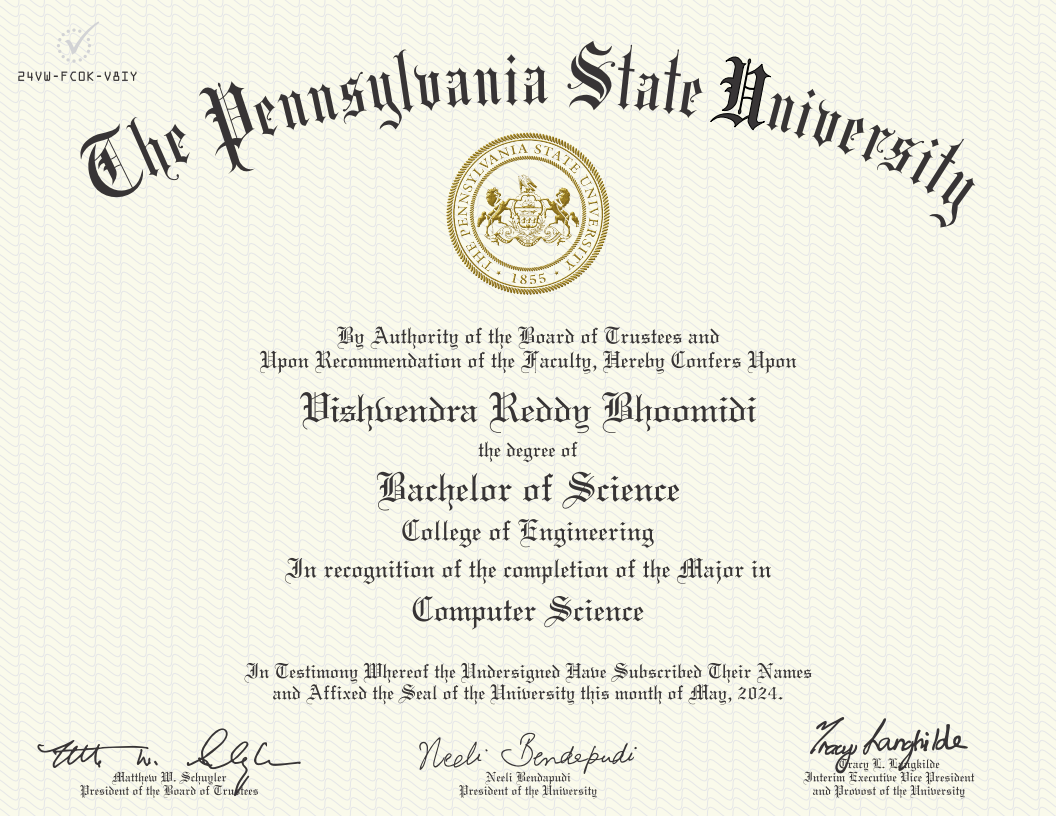 24VW-FCDK-V8IY
The Pennsylvania State University
THE PENNSYLVANIA STATE UNIVERSITY
1855
By Authority of the Board of Trustees and
Upon Recommendation of the Faculty, Hereby Confers Upon
Vishvendra Reddy Bhoomidi
the degree of
Bachelor of Science
College of Engineering
In recognition of the completion of the Major in
Computer Science
In Testimony Whereof the Undersigned Have Subscribed Their Names
and Affixed the Seal of the University this month of May, 2024.
Neeli Bendapudi
Tracy Langkilde
Matthew W. Schuyler
President of the Board of Trustees
Neeli Bendapudi
President of the University
Tracy L. Langkilde
Interim Executive Vice President
and Provost of the University